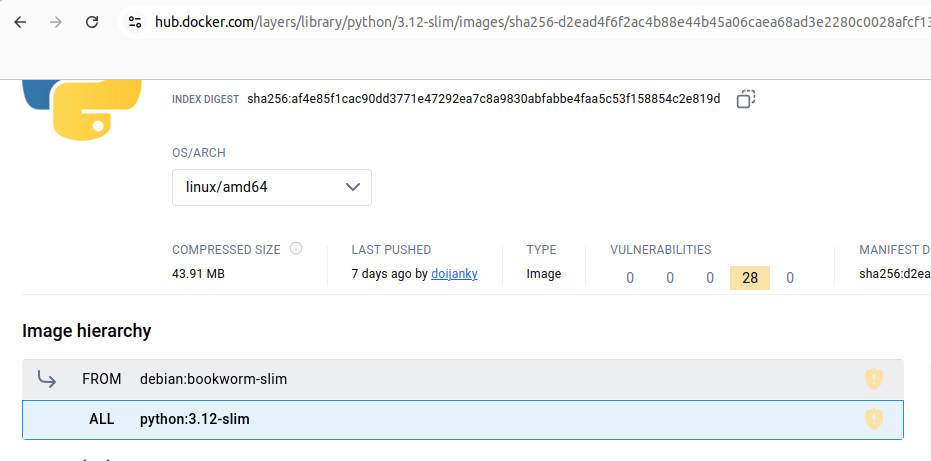 hub.docker.com/layers/library/python/3.12-slim/images/sha256-d2ead4f6f2ac4b88e44b45a06caea68ad3e2280c0028afcf13
INDEX DIGEST sha256:af4e85f1cac90dd3771e47292ea7c8a9830abfabbe4faa5c53f158854c2e819d
OS/ARCH
linux/amd64
COMPRESSED SIZE LAST PUSHED TYPE VULNERABILITIES MANIFEST D
43.91 MB 7 days ago by doijanky Image 0 0 0 28 0 sha256:d2ea
Image hierarchy
FROM debian:bookworm-slim
ALL python:3.12-slim